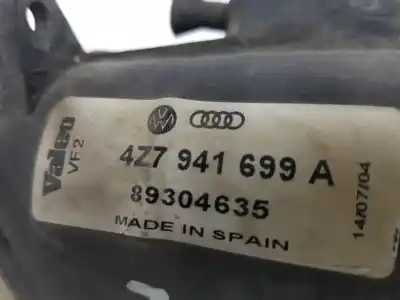 Valeo
VF2
4Z7 941 699 A
89304635
MADE IN SPAIN
14/07/04